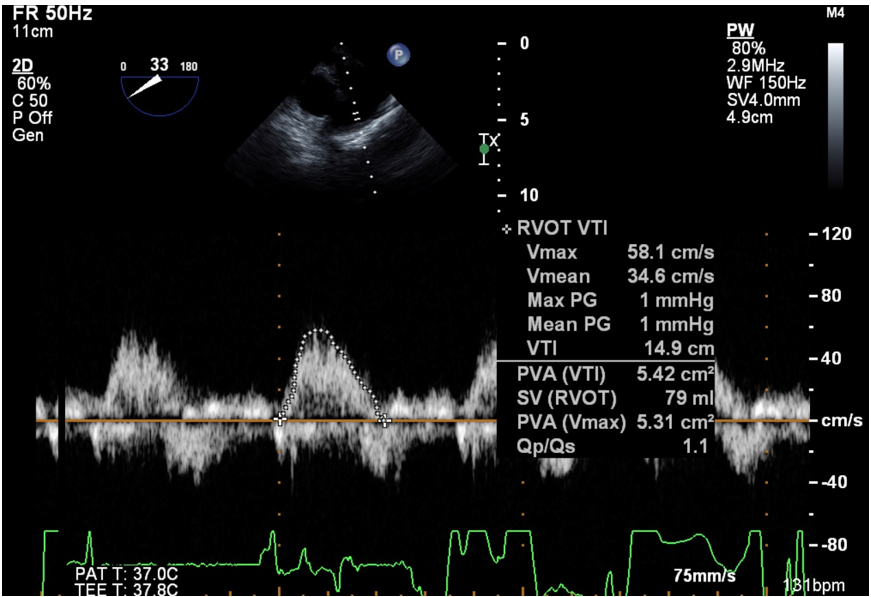 FR 50Hz
11cm
M4
2D
60%
C 50
P Off
Gen
0 33 180
P
PW
80%
2.9MHz
WF 150Hz
SV4.0mm
4.9cm
0
5
X
10
RVOT VTI
Vmax 58.1 cm/s
Vmean 34.6 cm/s
Max PG 1 mmHg
Mean PG 1 mmHg
VTI 14.9 cm
PVA (VTI) 5.42 cm²
SV (RVOT) 79 ml
PVA (Vmax) 5.31 cm²
Qp/Qs 1.1
120
80
40
cm/s
-40
-80
PAT T: 37.0C
TEE T: 37.8C
75mm/s
131bpm